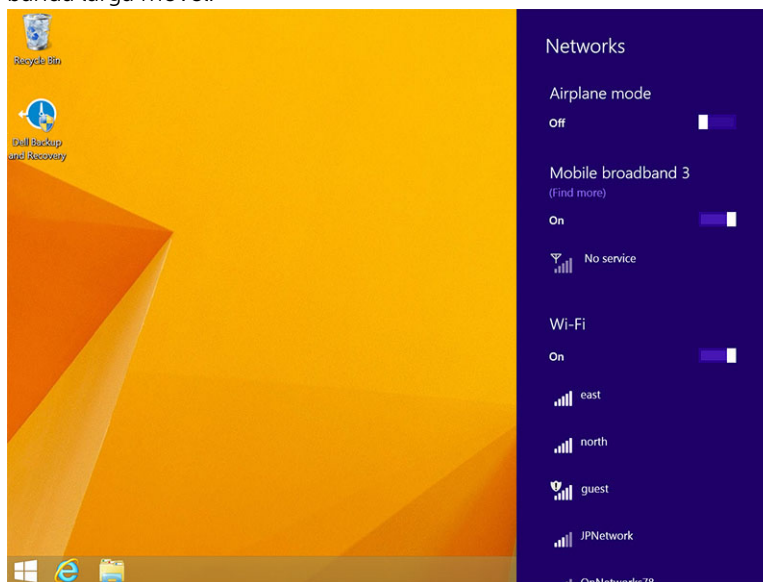 Recycle Bin
Dell Backup
and Recovery
Networks
Airplane mode
Off
Mobile broadband 3
(Find more)
On
No service
Wi-Fi
On
east
north
guest
JPNetwork